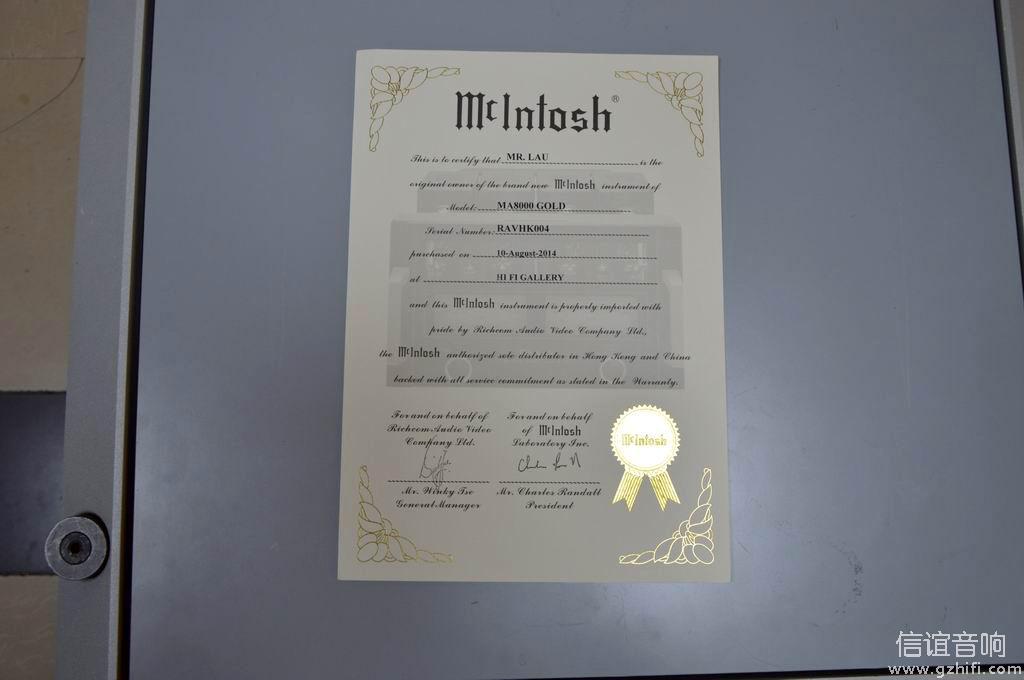 McIntosh®
This is to certify that MR. LAU is the
original owner of the brand new McIntosh instrument of
Model: MA8000 GOLD
Serial Number: RAVHK004
purchased on 10-August-2014
at HI FI GALLERY
and this McIntosh instrument is properly imported with
pride by Richcom Audio Video Company Ltd.,
the McIntosh authorized sole distributor in Hong Kong and China
backed with all service commitment as stated in the Warranty.
For and on behalf of
Richcom Audio Video
Company Ltd.
Mr. Winky Tse
General Manager
For and on behalf
of McIntosh
Laboratory Inc.
Mr. Charles Randall
President
McIntosh
信谊音响
www.gzhifi.com